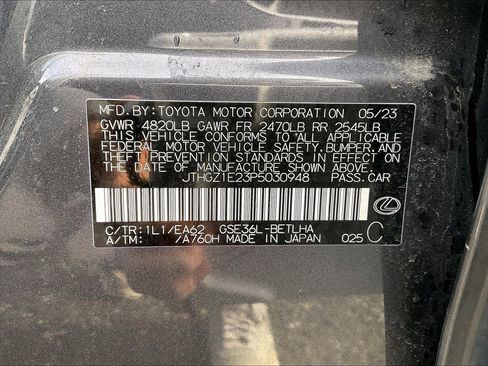 MFD.BY:TOYOTA MOTOR CORPORATION 05/23
GVWR 4820LB GAWR FR 2470LB RR 2545LB
THIS VEHICLE CONFORMS TO ALL APPLICABLE
FEDERAL MOTOR VEHICLE SAFETY, BUMPER, AND
THEFT PREVENTION STANDARDS IN EFFECT ON
THE DATE OF MANUFACTURE SHOWN ABOVE.
JTHGZ1E23P5030948 PASS.CAR
C/TR:1L1/EA62 GSE36L-BETLHA
A/TM: /A760H MADE IN JAPAN 025 C